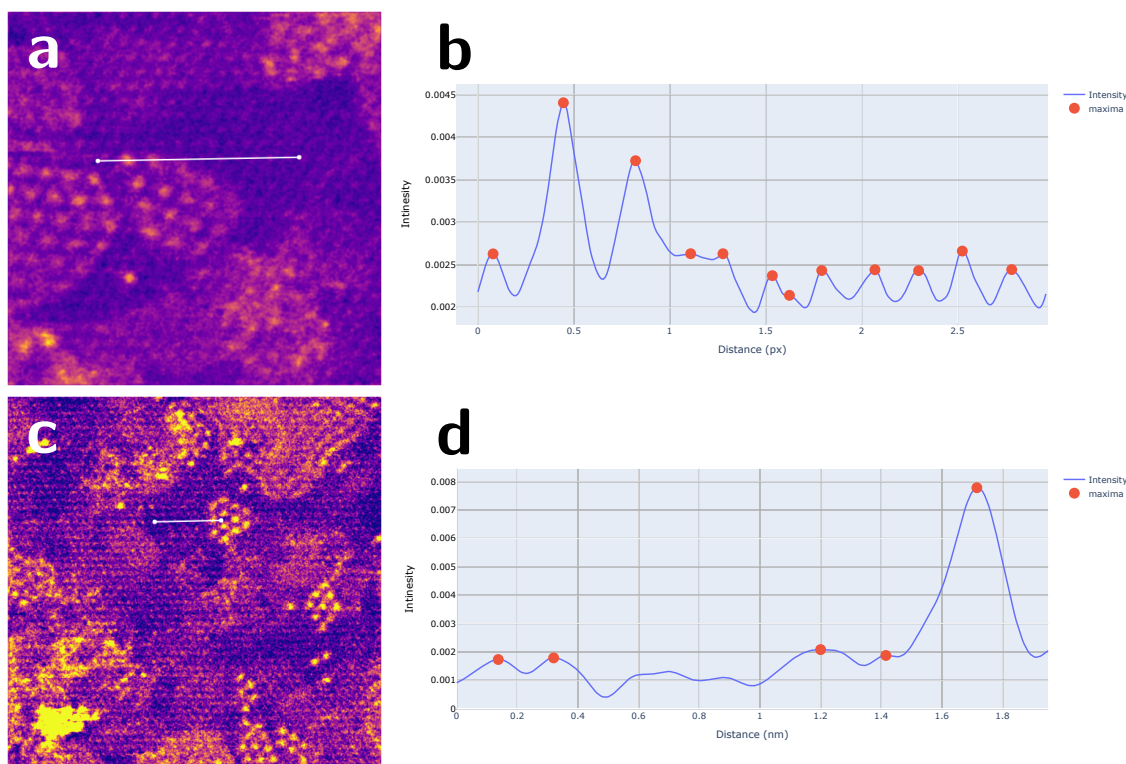 a
b
0.0045
0.004
0.0035
0.003
0.0025
0.002
Intinesity
0
0.5
1
1.5
2
2.5
Distance (px)
Intensity
maxima
c
d
0.008
0.007
0.006
0.005
0.004
0.003
0.002
0.001
0
Intinesity
0
0.2
0.4
0.6
0.8
1
1.2
1.4
1.6
1.8
Distance (nm)
Intensity
maxima